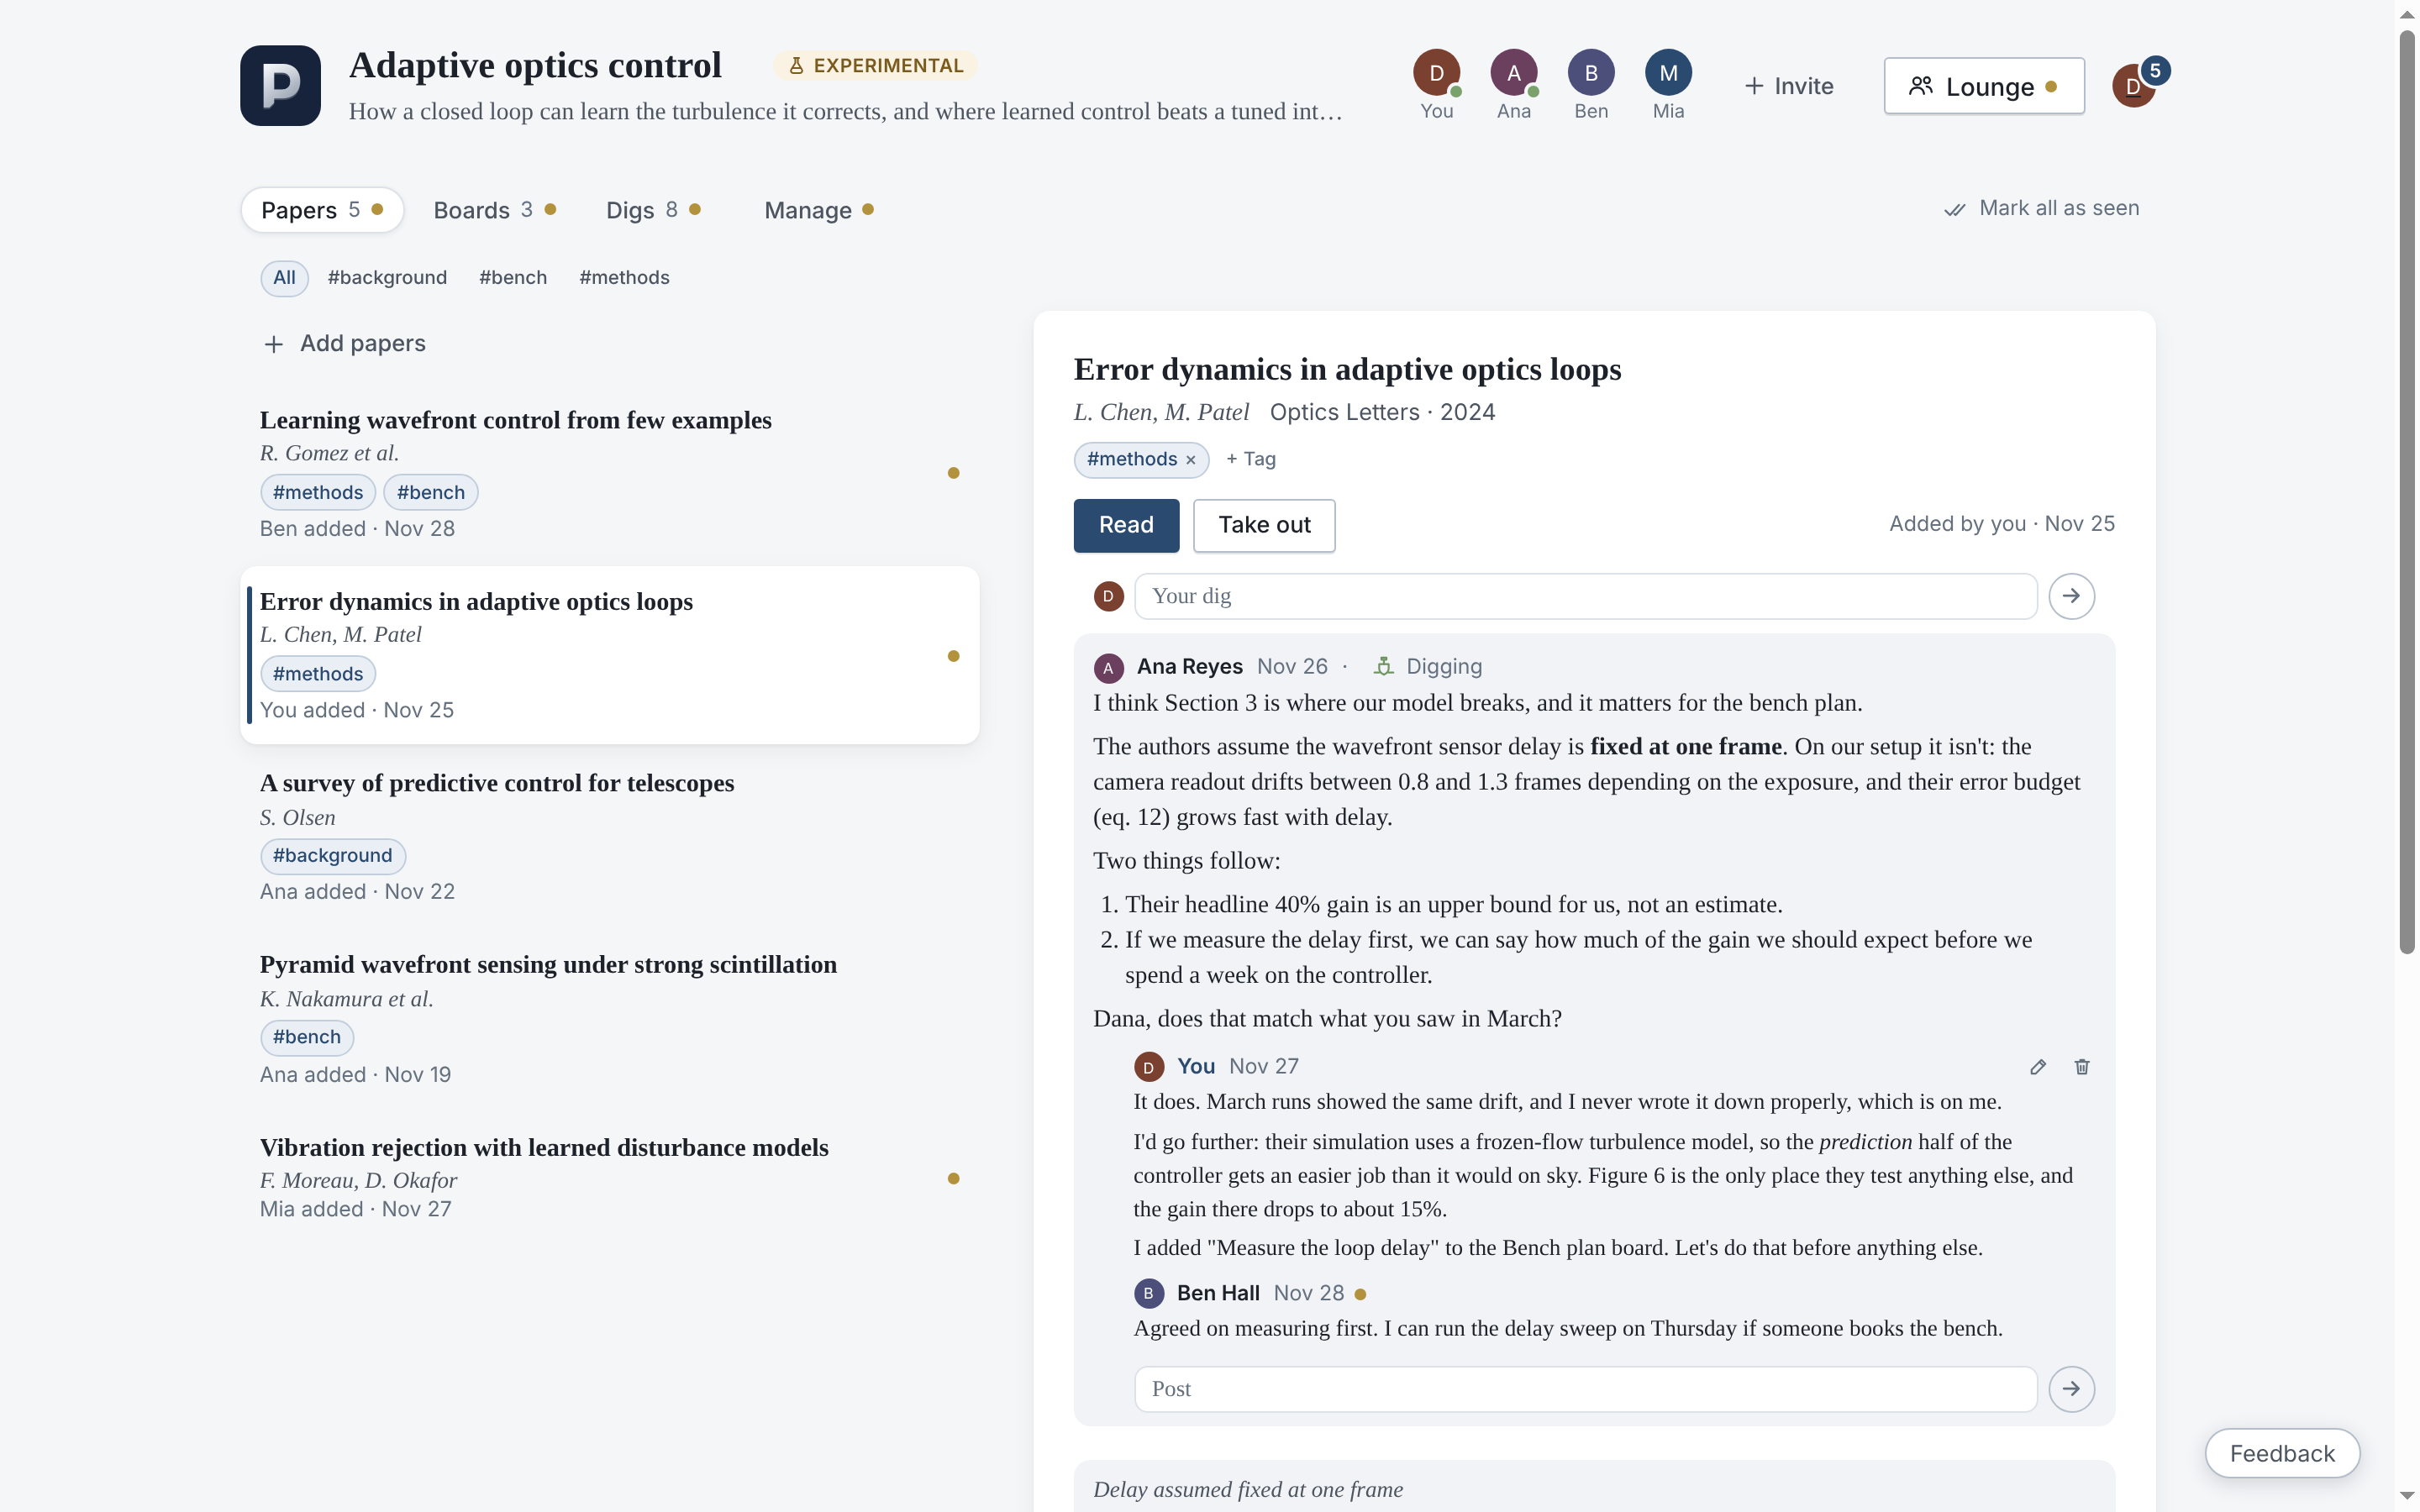 Adaptive optics control
EXPERIMENTAL
How a closed loop can learn the turbulence it corrects, and where learned control beats a tuned int…
D
You
A
Ana
B
Ben
M
Mia
+ Invite
Lounge
D
5
Papers 5
Boards 3
Digs 8
Manage
Mark all as seen
All
#background
#bench
#methods
+ Add papers
Learning wavefront control from few examples
R. Gomez et al.
#methods #bench
Ben added · Nov 28
Error dynamics in adaptive optics loops
L. Chen, M. Patel
#methods
You added · Nov 25
A survey of predictive control for telescopes
S. Olsen
#background
Ana added · Nov 22
Pyramid wavefront sensing under strong scintillation
K. Nakamura et al.
#bench
Ana added · Nov 19
Vibration rejection with learned disturbance models
F. Moreau, D. Okafor
Mia added · Nov 27
Error dynamics in adaptive optics loops
L. Chen, M. Patel Optics Letters · 2024
#methods × + Tag
Read
Take out
Added by you · Nov 25
D
Your dig
A Ana Reyes Nov 26 · Digging
I think Section 3 is where our model breaks, and it matters for the bench plan.
The authors assume the wavefront sensor delay is fixed at one frame. On our setup it isn't: the
camera readout drifts between 0.8 and 1.3 frames depending on the exposure, and their error budget
(eq. 12) grows fast with delay.
Two things follow:
1. Their headline 40% gain is an upper bound for us, not an estimate.
2. If we measure the delay first, we can say how much of the gain we should expect before we
spend a week on the controller.
Dana, does that match what you saw in March?
D You Nov 27
It does. March runs showed the same drift, and I never wrote it down properly, which is on me.
I'd go further: their simulation uses a frozen-flow turbulence model, so the prediction half of the
controller gets an easier job than it would on sky. Figure 6 is the only place they test anything else, and
the gain there drops to about 15%.
I added "Measure the loop delay" to the Bench plan board. Let's do that before anything else.
B Ben Hall Nov 28
Agreed on measuring first. I can run the delay sweep on Thursday if someone books the bench.
Post
Delay assumed fixed at one frame
Feedback